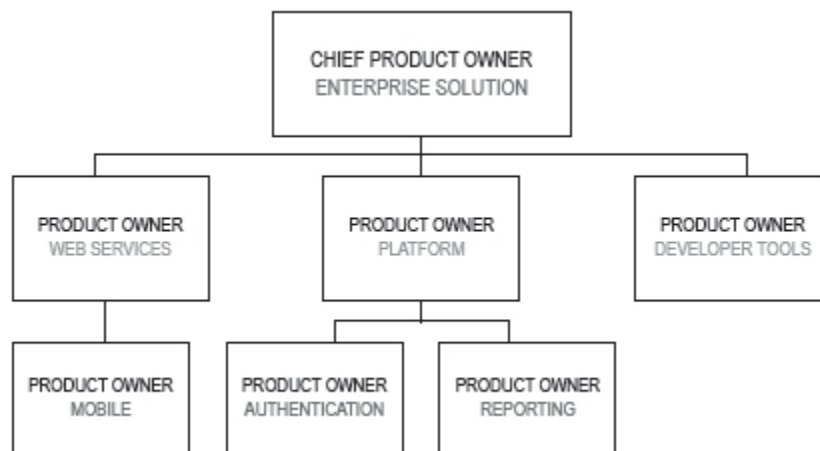 CHIEF PRODUCT OWNER
ENTERPRISE SOLUTION
PRODUCT OWNER
WEB SERVICES
PRODUCT OWNER
PLATFORM
PRODUCT OWNER
DEVELOPER TOOLS
PRODUCT OWNER
MOBILE
PRODUCT OWNER
AUTHENTICATION
PRODUCT OWNER
REPORTING